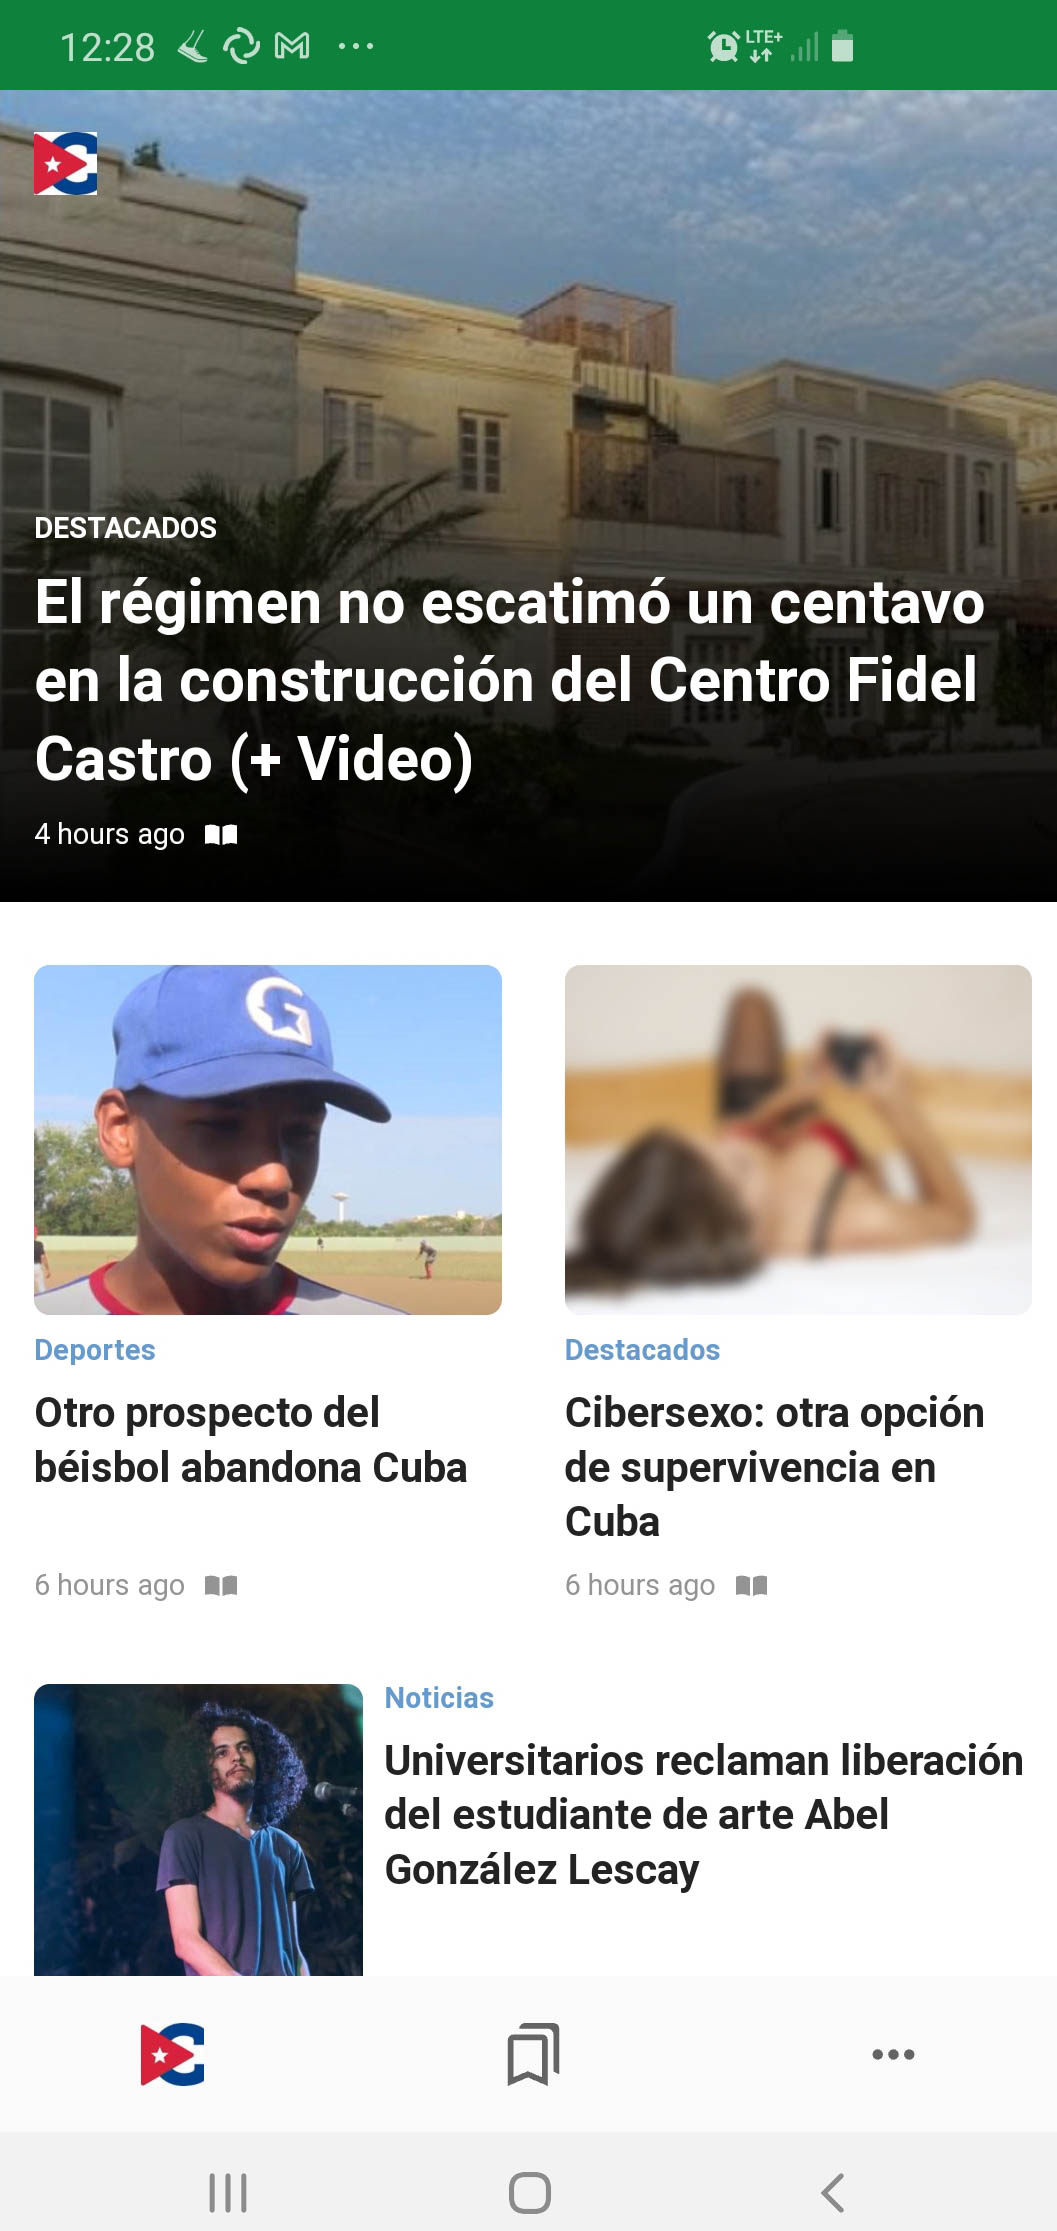 12:28
LTE+
DESTACADOS
El régimen no escatimó un centavo
en la construcción del Centro Fidel
Castro (+ Video)
4 hours ago
G
Deportes
Otro prospecto del
béisbol abandona Cuba
6 hours ago
Destacados
Cibersexo: otra opción
de supervivencia en
Cuba
6 hours ago
Noticias
Universitarios reclaman liberación
del estudiante de arte Abel
González Lescay